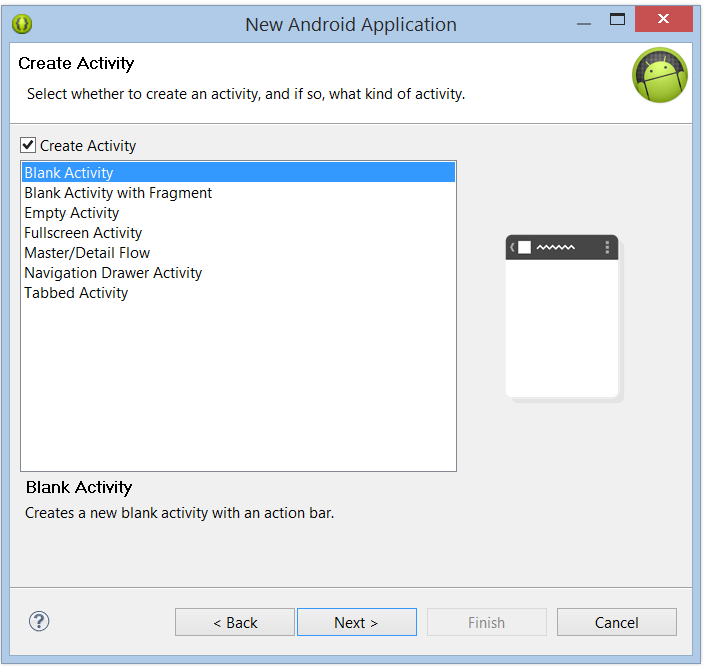 New Android Application
Create Activity
Select whether to create an activity, and if so, what kind of activity.
Create Activity
Blank Activity
Blank Activity with Fragment
Empty Activity
Fullscreen Activity
Master/Detail Flow
Navigation Drawer Activity
Tabbed Activity
Blank Activity
Creates a new blank activity with an action bar.
< Back
Next >
Finish
Cancel